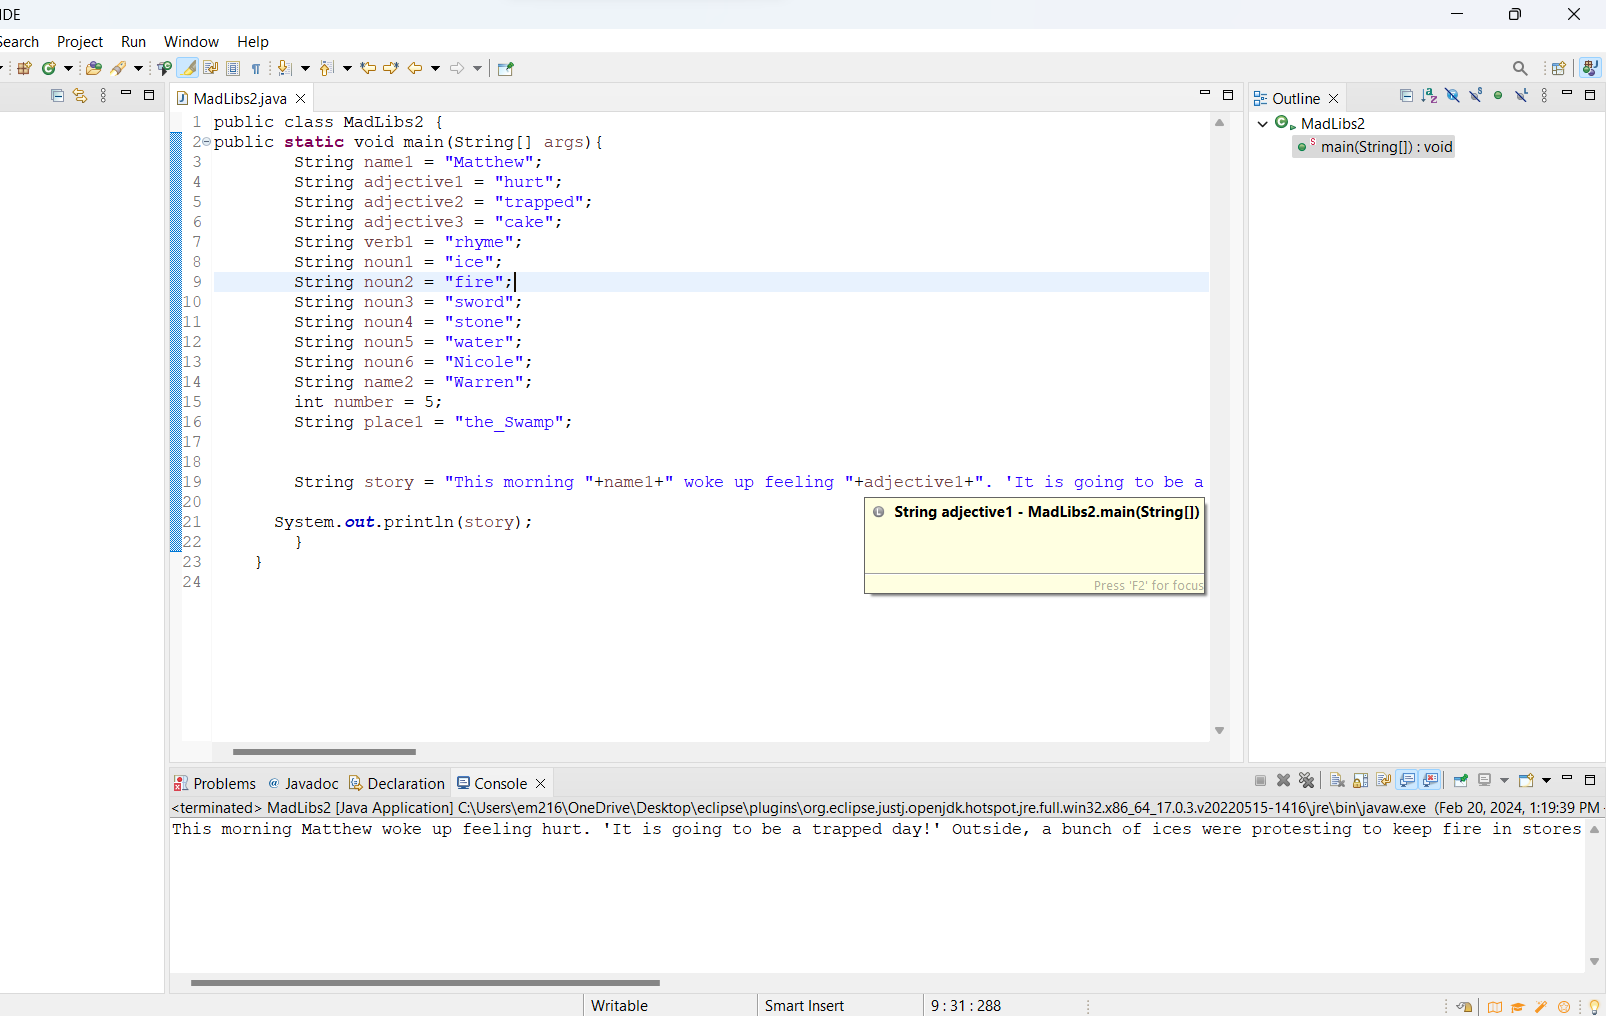 IDE
Search Project Run Window Help
MadLibs2.java
1 public class MadLibs2 {
2 public static void main(String[] args){
3 String name1 = "Matthew";
4 String adjective1 = "hurt";
5 String adjective2 = "trapped";
6 String adjective3 = "cake";
7 String verb1 = "rhyme";
8 String noun1 = "ice";
9 String noun2 = "fire";
10 String noun3 = "sword";
11 String noun4 = "stone";
12 String noun5 = "water";
13 String noun6 = "Nicole";
14 String name2 = "Warren";
15 int number = 5;
16 String place1 = "the_Swamp";
17
18
19 String story = "This morning "+name1+" woke up feeling "+adjective1+". 'It is going to be a
20
21 System.out.println(story);
22 }
23 }
24
String adjective1 - MadLibs2.main(String[])
Press 'F2' for focus
Outline
MadLibs2
main(String[]) : void
Problems @ Javadoc Declaration Console
<terminated> MadLibs2 [Java Application] C:\Users\em216\OneDrive\Desktop\eclipse\plugins\org.eclipse.justj.openjdk.hotspot.jre.full.win32.x86_64_17.0.3.v20220515-1416\jre\bin\javaw.exe (Feb 20, 2024, 1:19:39 PM -
This morning Matthew woke up feeling hurt. 'It is going to be a trapped day!' Outside, a bunch of ices were protesting to keep fire in stores
Writable Smart Insert 9 : 31 : 288